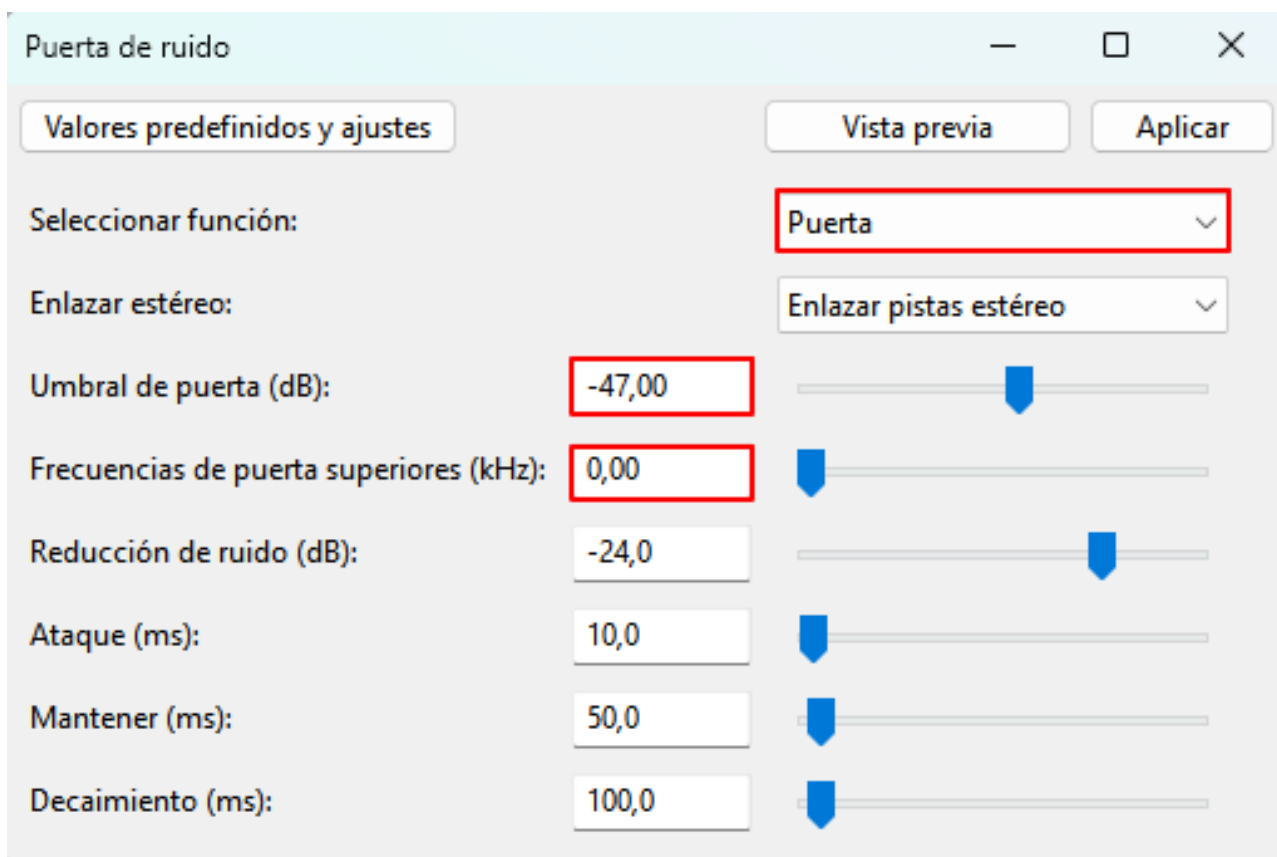 Puerta de ruido
Valores predefinidos y ajustes Vista previa Aplicar
Seleccionar función: Puerta
Enlazar estéreo: Enlazar pistas estéreo
Umbral de puerta (dB): -47,00
Frecuencias de puerta superiores (kHz): 0,00
Reducción de ruido (dB): -24,0
Ataque (ms): 10,0
Mantener (ms): 50,0
Decaimiento (ms): 100,0